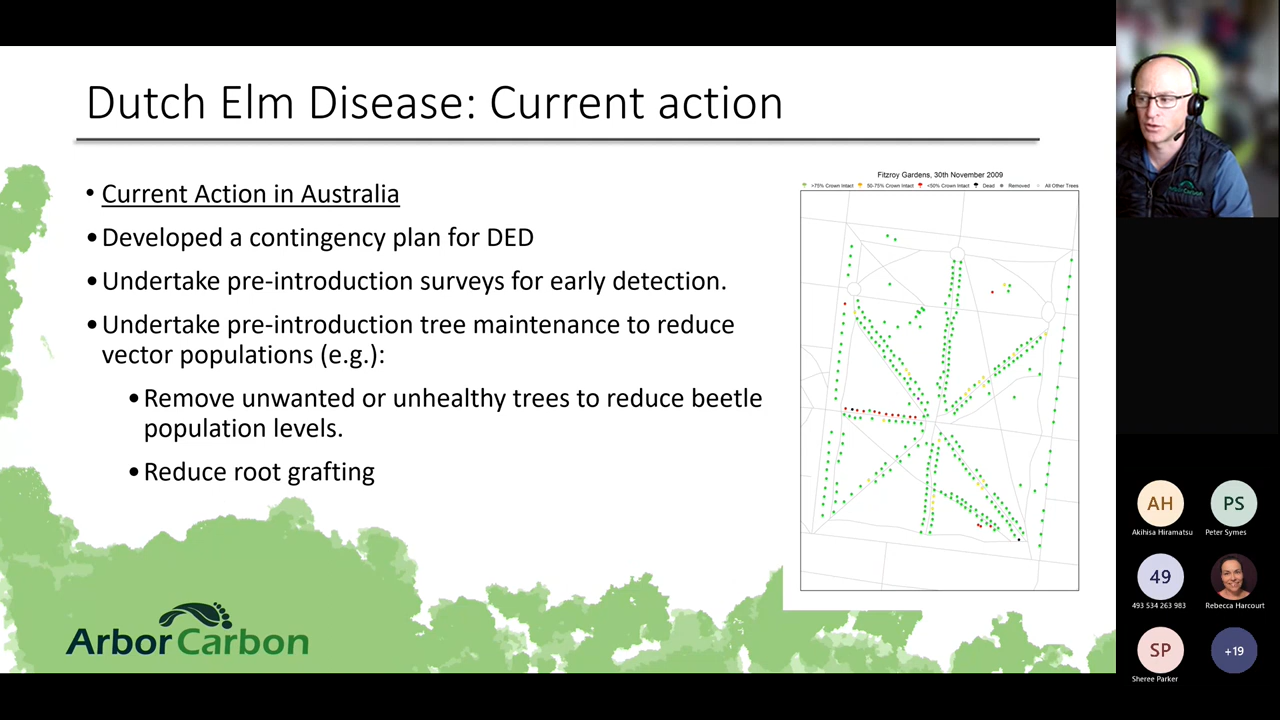 Dutch Elm Disease: Current action
• Current Action in Australia
• Developed a contingency plan for DED
• Undertake pre-introduction surveys for early detection.
• Undertake pre-introduction tree maintenance to reduce
vector populations (e.g.):
• Remove unwanted or unhealthy trees to reduce beetle
population levels.
• Reduce root grafting
Fitzroy Gardens, 30th November 2009
>75% Crown Intact 50-75% Crown Intact <50% Crown Intact Dead Removed All Other Trees
ArborCarbon
ArborCarbon
AH
Akihisa Hiramatsu
PS
Peter Symes
49
493 534 263 983
Rebecca Harcourt
SP
Sheree Parker
+19